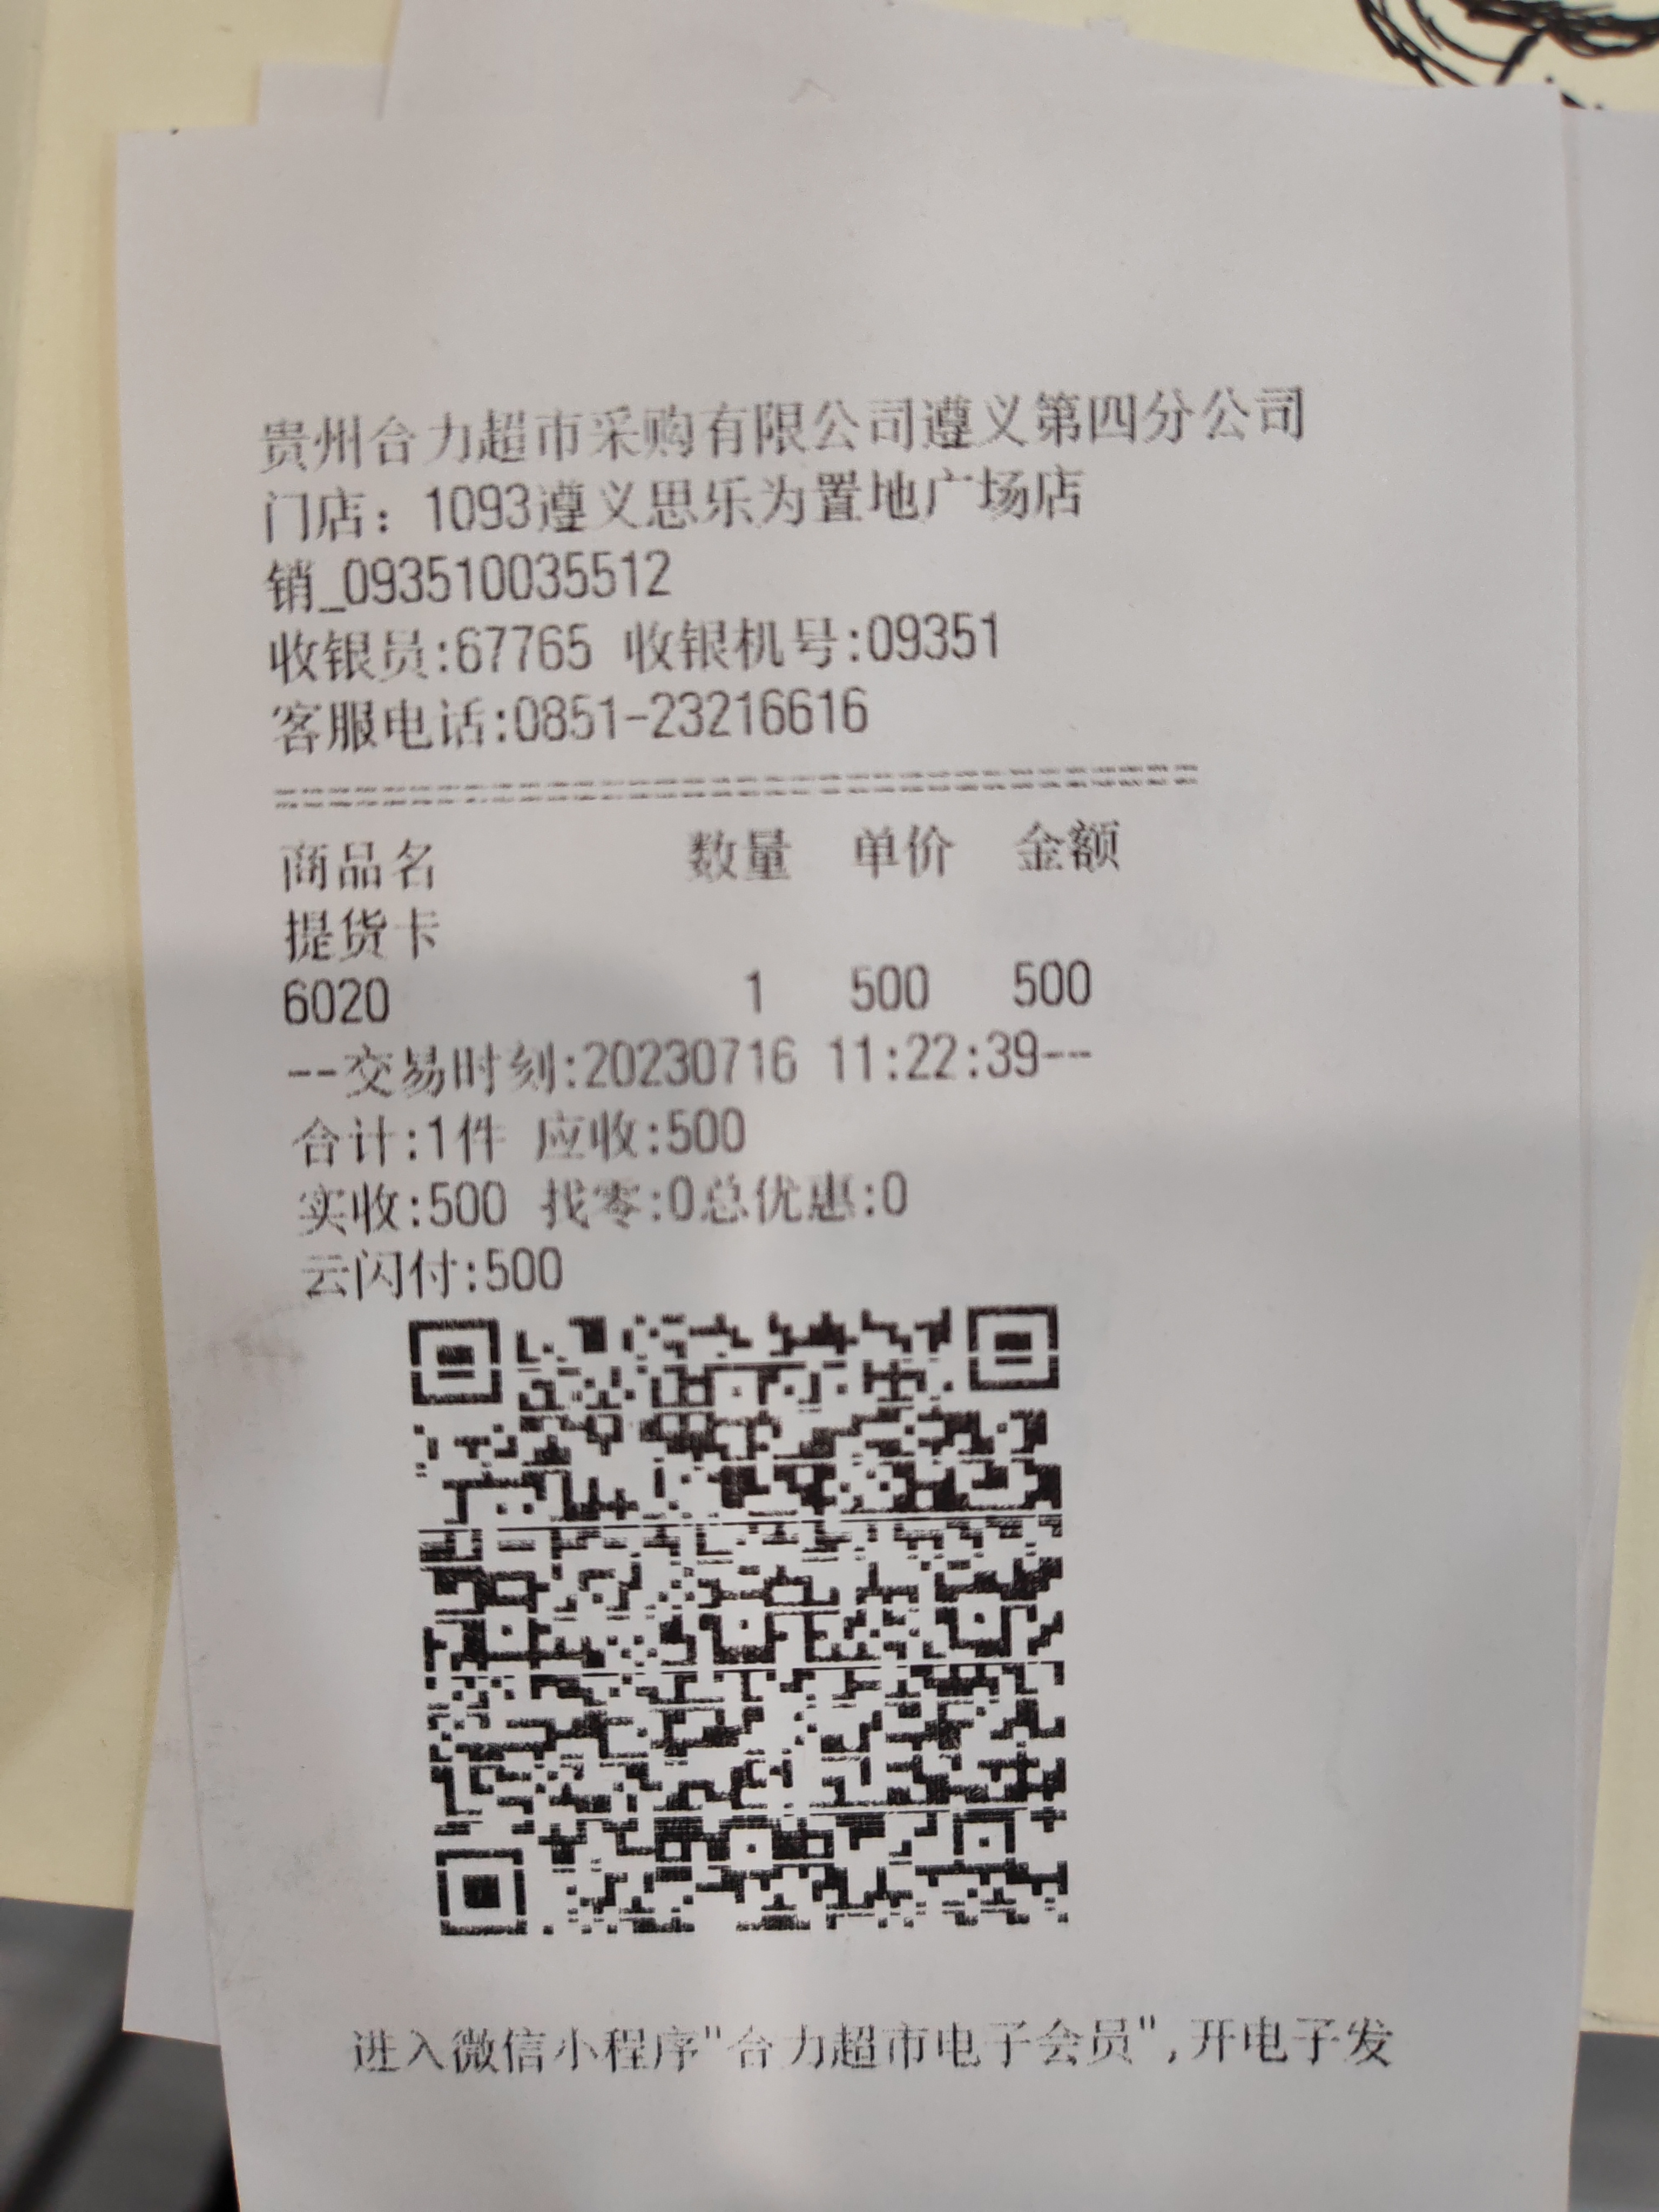 贵州合力超市采购有限公司遵义第四分公司
门店：1093遵义思乐为置地广场店
销_093510035512
收银员:67765 收银机号:09351
客服电话:0851-23216616
===================================
商品名 数量 单价 金额
提货卡
6020 1 500 500
--交易时刻:20230716 11:22:39--
合计:1件 应收:500
实收:500 找零:0总优惠:0
云闪付:500
进入微信小程序"合力超市电子会员",开电子发